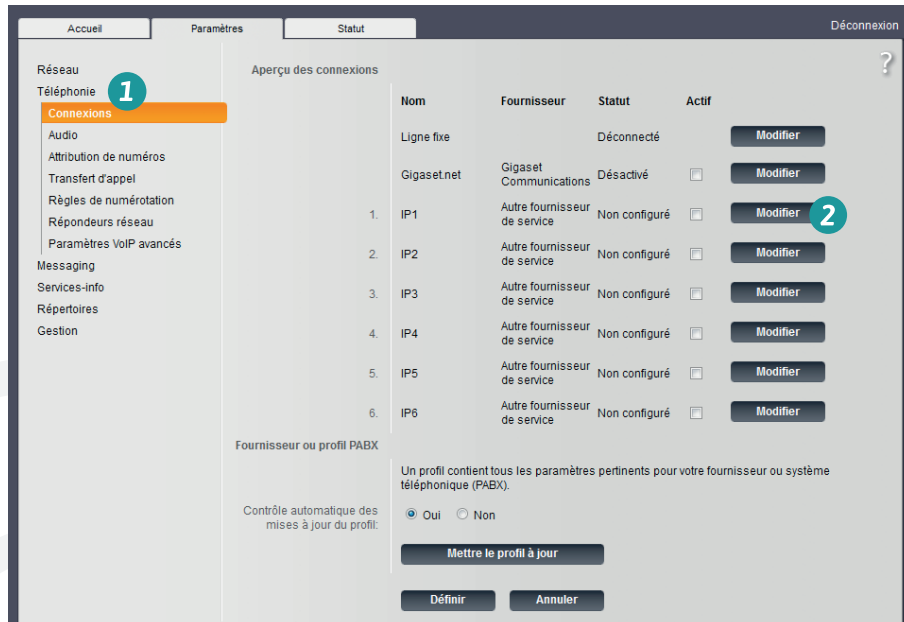 Accueil Paramètres Statut Déconnexion
?
Réseau
Téléphonie 1
Connexions
Audio
Attribution de numéros
Transfert d'appel
Règles de numérotation
Répondeurs réseau
Paramètres VoIP avancés
Messaging
Services-info
Répertoires
Gestion
Aperçu des connexions
Nom Fournisseur Statut Actif
Ligne fixe Déconnecté Modifier
Gigaset.net Gigaset Communications Désactivé Modifier
1. IP1 Autre fournisseur de service Non configuré Modifier 2
2. IP2 Autre fournisseur de service Non configuré Modifier
3. IP3 Autre fournisseur de service Non configuré Modifier
4. IP4 Autre fournisseur de service Non configuré Modifier
5. IP5 Autre fournisseur de service Non configuré Modifier
6. IP6 Autre fournisseur de service Non configuré Modifier
Fournisseur ou profil PABX
Un profil contient tous les paramètres pertinents pour votre fournisseur ou système
téléphonique (PABX).
Contrôle automatique des
mises à jour du profil:
Oui Non
Mettre le profil à jour
Définir Annuler